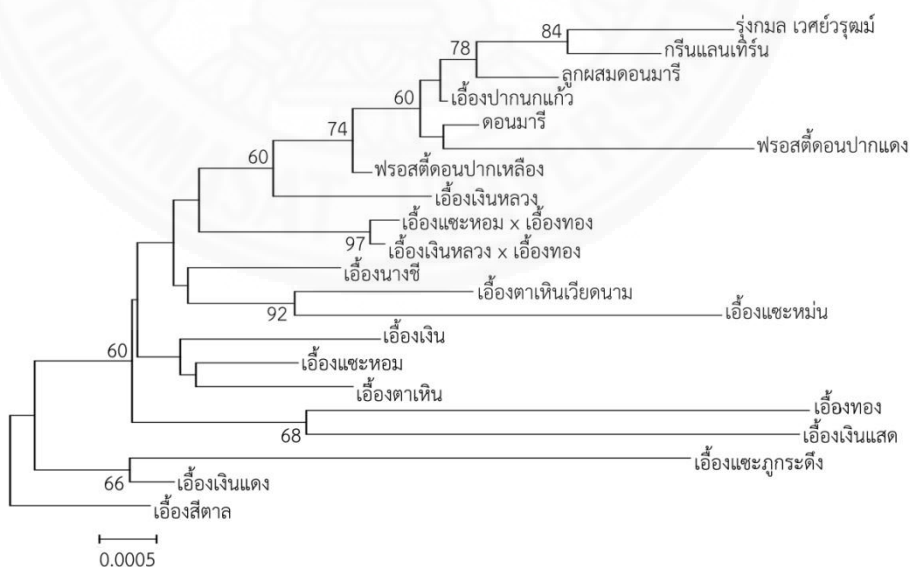 84
รุ่งกมล เวศย์วรุฒม์
78
กรีนแลนเทิร์น
ลูกผสมดอนมารี
60
เอื้องปากนกแก้ว
ดอนมารี
74
ฟรอสตี้ดอนปากแดง
60
ฟรอสตี้ดอนปากเหลือง
เอื้องเงินหลวง
เอื้องแซะหอม x เอื้องทอง
97
เอื้องเงินหลวง x เอื้องทอง
เอื้องนางชี
เอื้องตาเหินเวียดนาม
92
เอื้องแซะหม่น
เอื้องเงิน
60
เอื้องแซะหอม
เอื้องตาเหิน
เอื้องทอง
68
เอื้องเงินแสด
เอื้องแซะภูกระดึง
66
เอื้องเงินแดง
เอื้องสีตาล
0.0005